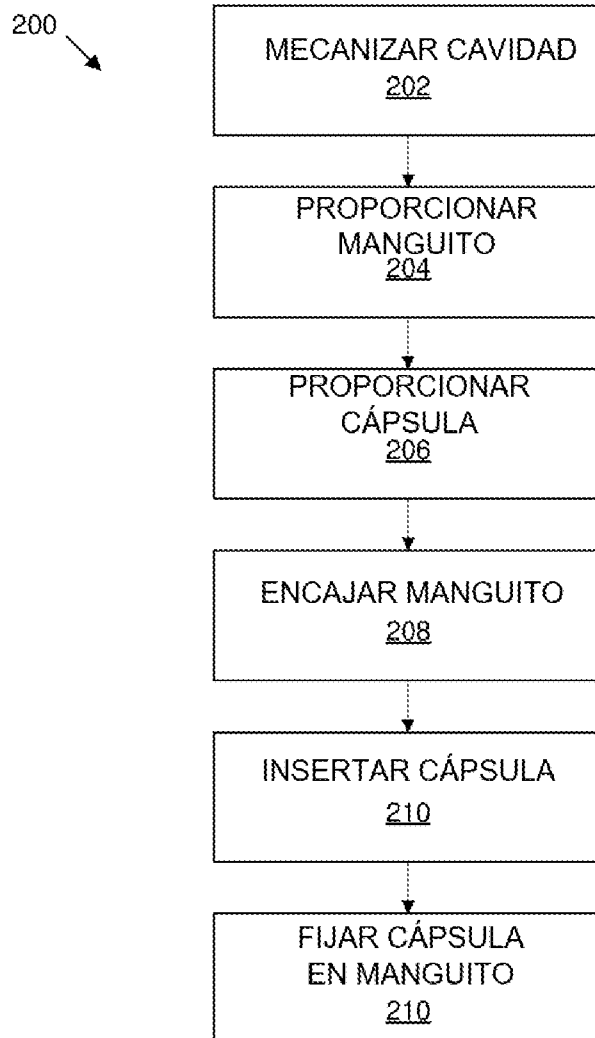 200
MECANIZAR CAVIDAD
202
PROPORCIONAR
MANGUITO
204
PROPORCIONAR
CÁPSULA
206
ENCAJAR MANGUITO
208
INSERTAR CÁPSULA
210
FIJAR CÁPSULA
EN MANGUITO
210